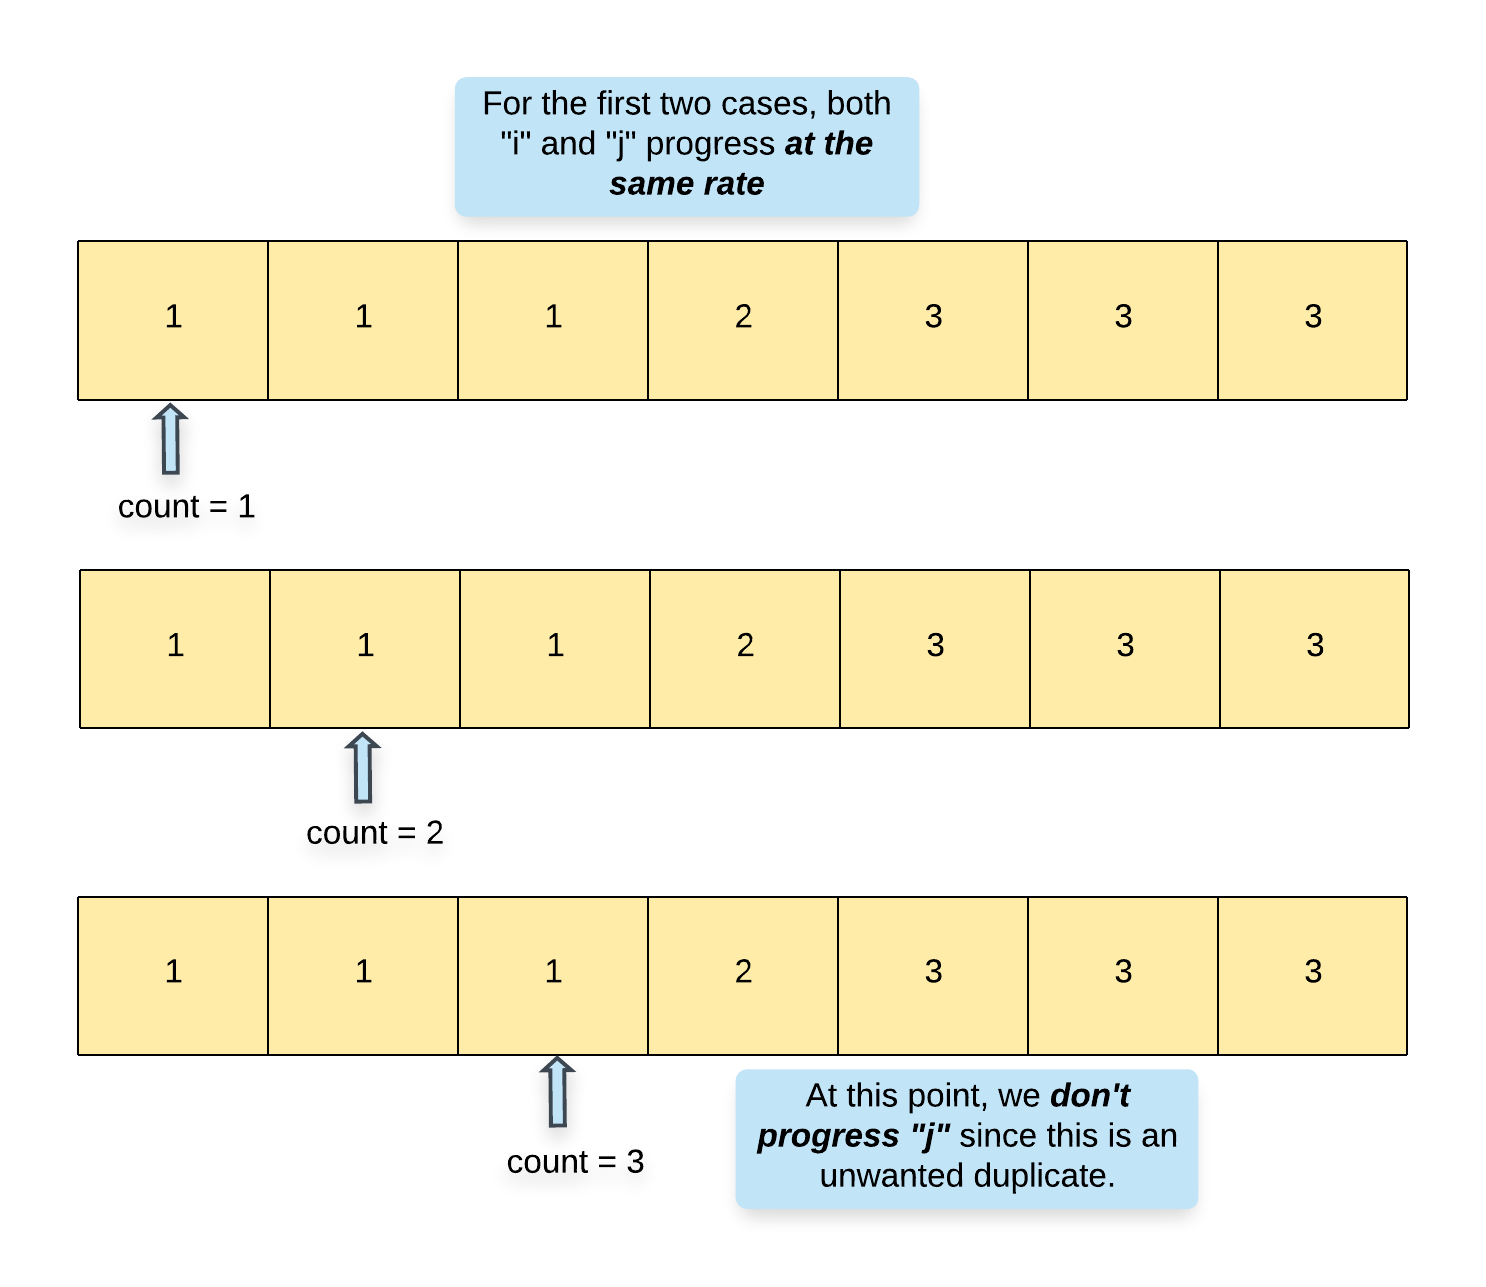 For the first two cases, both
"i" and "j" progress at the
same rate
1 1 1 2 3 3 3
count = 1
1 1 1 2 3 3 3
count = 2
1 1 1 2 3 3 3
At this point, we don't
progress "j" since this is an
unwanted duplicate.
count = 3